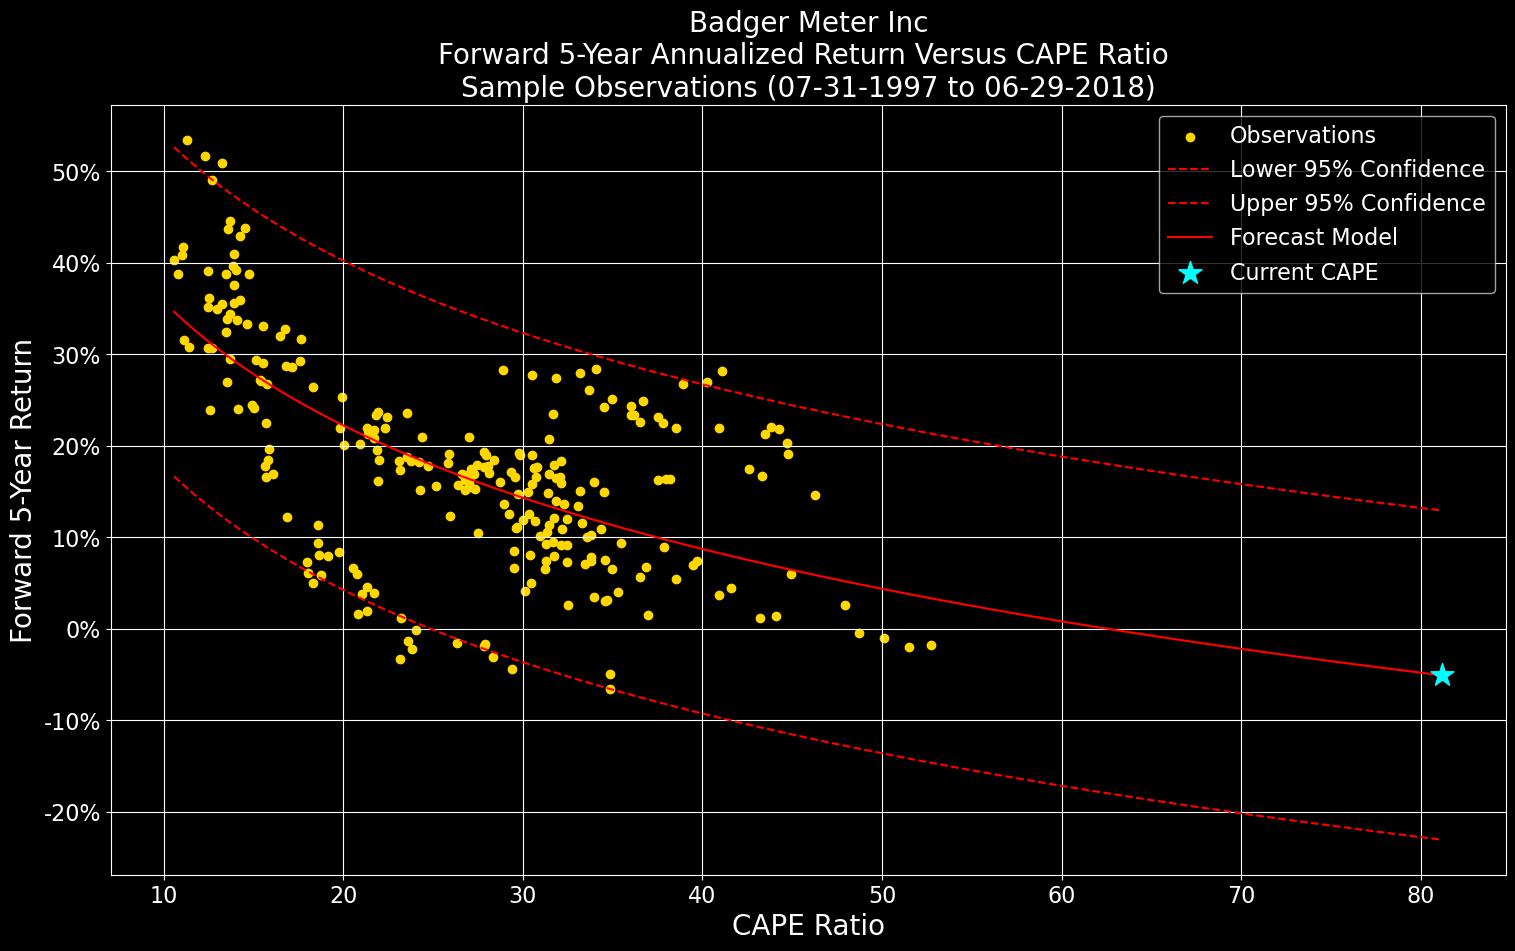 Badger Meter Inc
Forward 5-Year Annualized Return Versus CAPE Ratio
Sample Observations (07-31-1997 to 06-29-2018)
Observations
Lower 95% Confidence
Upper 95% Confidence
Forecast Model
Current CAPE
Forward 5-Year Return
50%
40%
30%
20%
10%
0%
-10%
-20%
10 20 30 40 50 60 70 80
CAPE Ratio